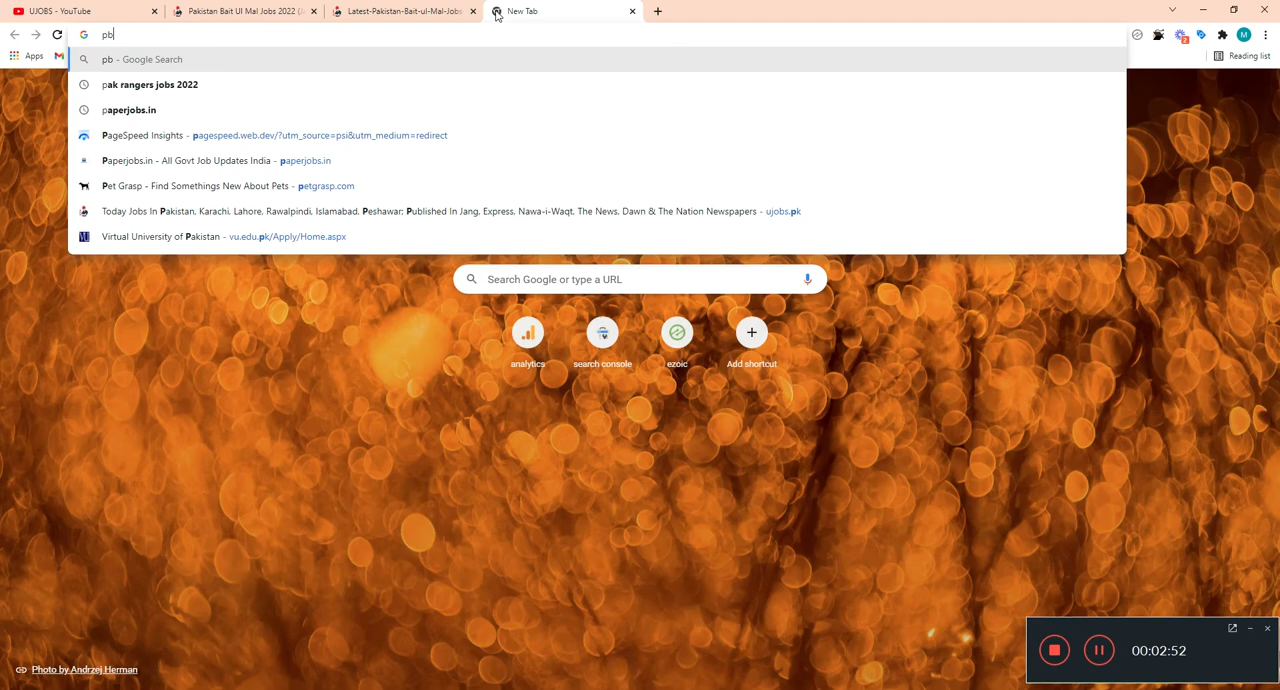 UJOBS - YouTube
Pakistan Bait Ul Mal Jobs 2022 (J
Latest-Pakistan-Bait-ul-Mal-Jobs
New Tab
pb
M
2
Apps
Reading list
pb - Google Search
pak rangers jobs 2022
paperjobs.in
PageSpeed Insights - pagespeed.web.dev/?utm_source=psi&utm_medium=redirect
Paperjobs.in - All Govt Job Updates India - paperjobs.in
Pet Grasp - Find Somethings New About Pets - petgrasp.com
Today Jobs In Pakistan, Karachi, Lahore, Rawalpindi, Islamabad, Peshawar; Published In Jang, Express, Nawa-i-Waqt, The News, Dawn & The Nation Newspapers - ujobs.pk
Virtual University of Pakistan - vu.edu.pk/Apply/Home.aspx
Search Google or type a URL
analytics
search console
ezoic
Add shortcut
00:02:52
Photo by Andrzej Herman